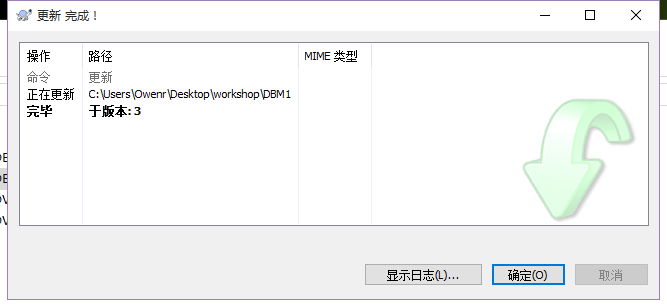 更新 完成！
操作 路径 MIME 类型
命令 更新
正在更新 C:\Users\Owenr\Desktop\workshop\DBM1
完毕 于版本: 3
显示日志(L)... 确定(O) 取消